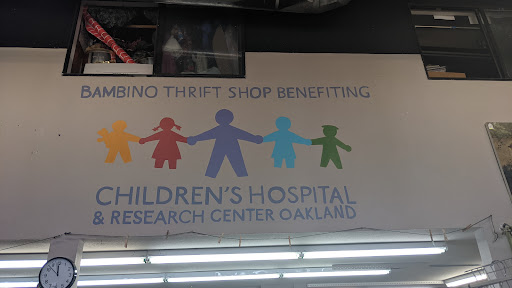 BAMBINO THRIFT SHOP BENEFITING
CHILDREN'S HOSPITAL
& RESEARCH CENTER OAKLAND